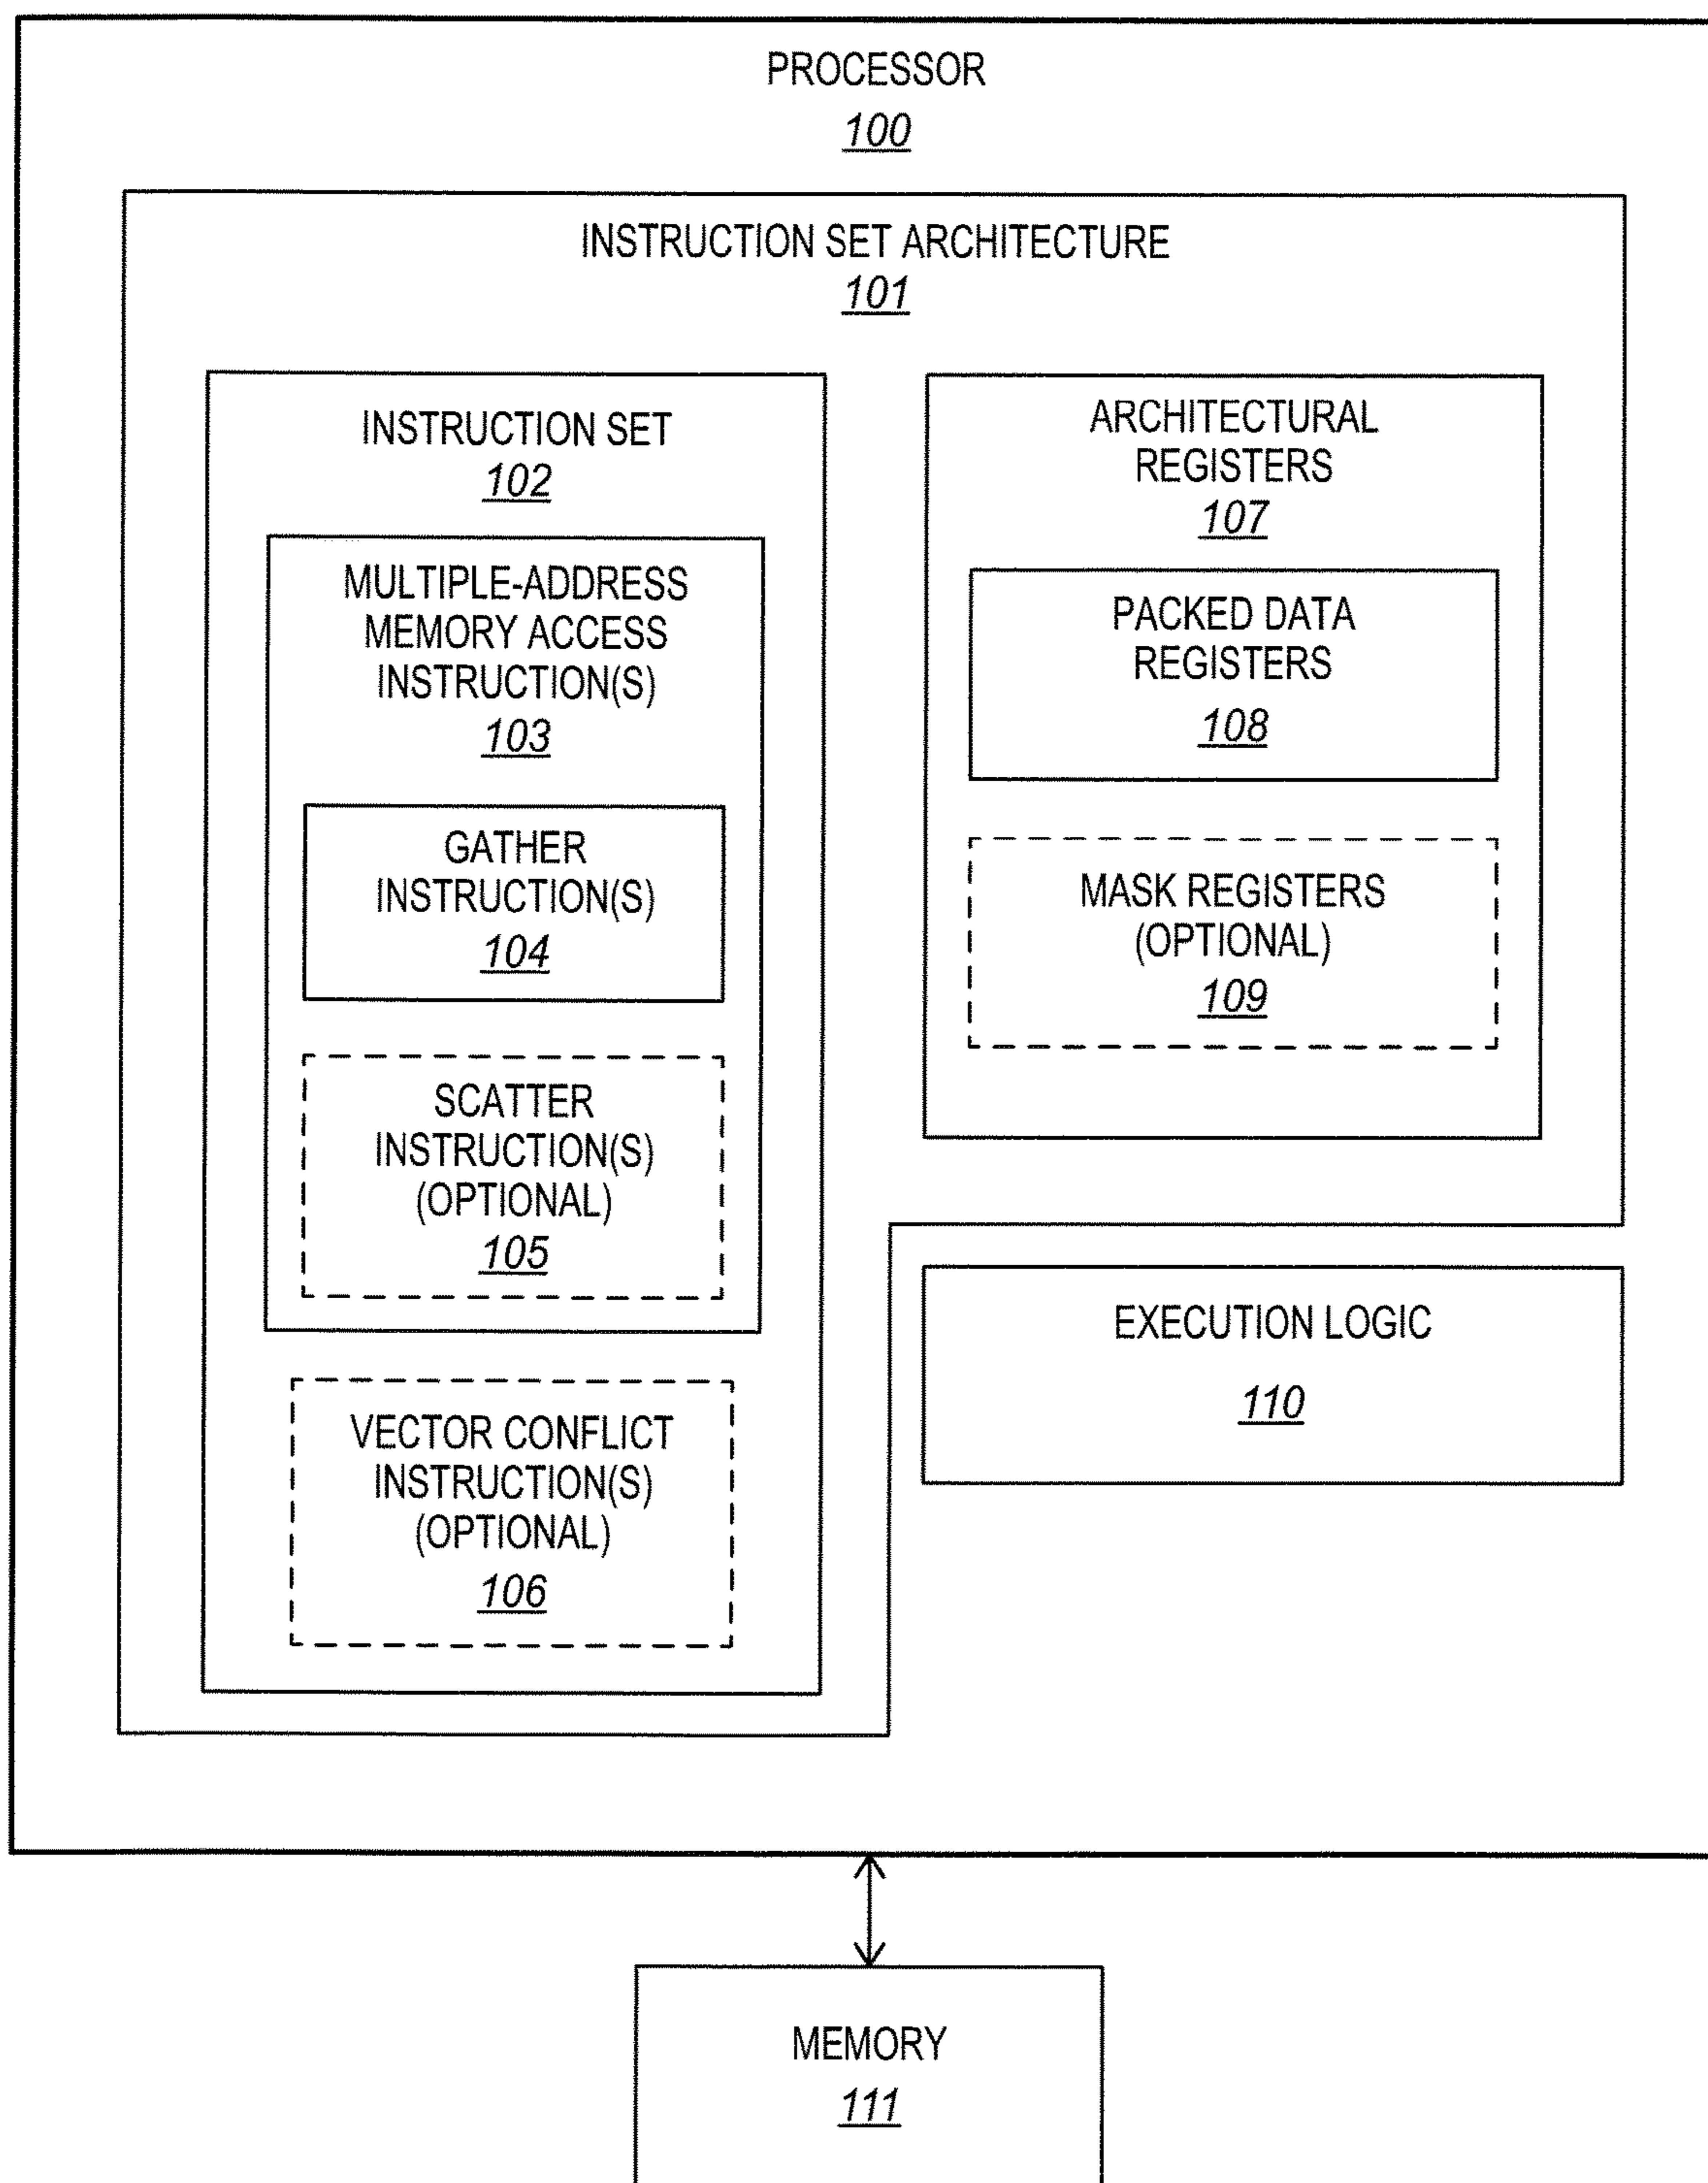 PROCESSOR
100
INSTRUCTION SET ARCHITECTURE
101
INSTRUCTION SET
102
MULTIPLE-ADDRESS
MEMORY ACCESS
INSTRUCTION(S)
103
GATHER
INSTRUCTION(S)
104
SCATTER
INSTRUCTION(S)
(OPTIONAL)
105
VECTOR CONFLICT
INSTRUCTION(S)
(OPTIONAL)
106
ARCHITECTURAL
REGISTERS
107
PACKED DATA
REGISTERS
108
MASK REGISTERS
(OPTIONAL)
109
EXECUTION LOGIC
110
MEMORY
111